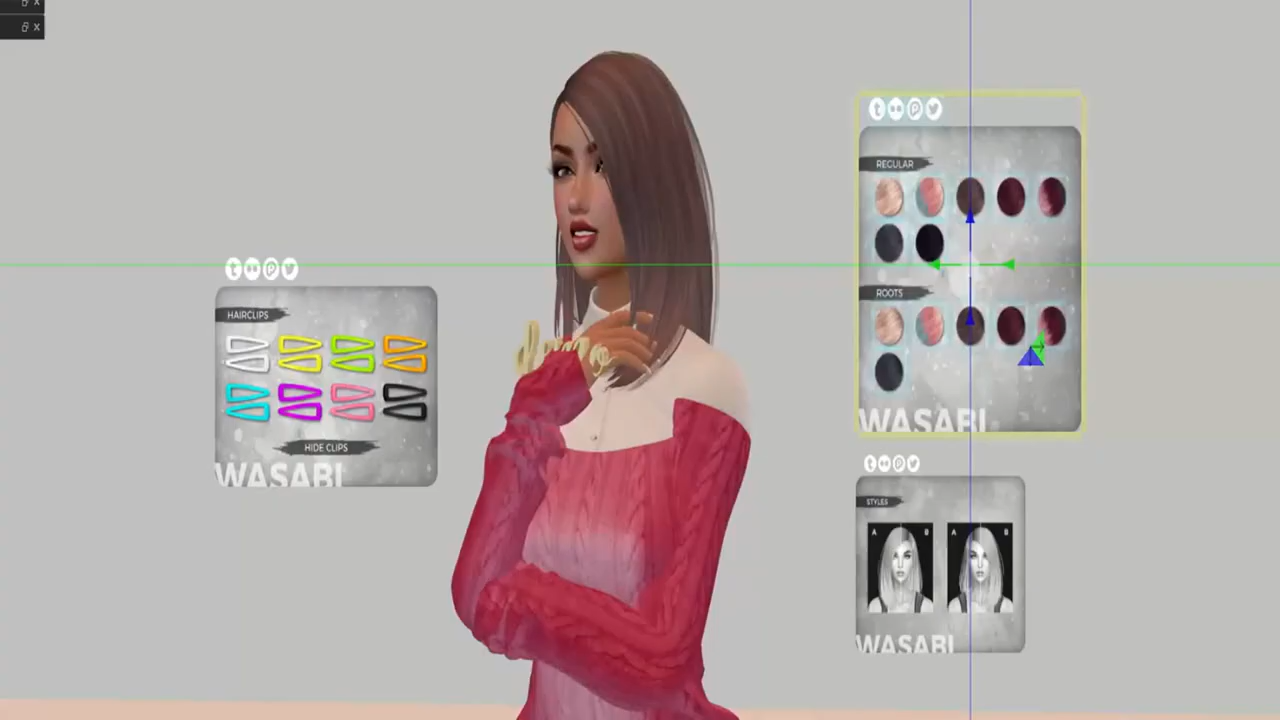 REGULAR
ROOTS
WASABI
HAIRCLIPS
HIDE CLIPS
WASABI
STYLES
A B A B
WASABI